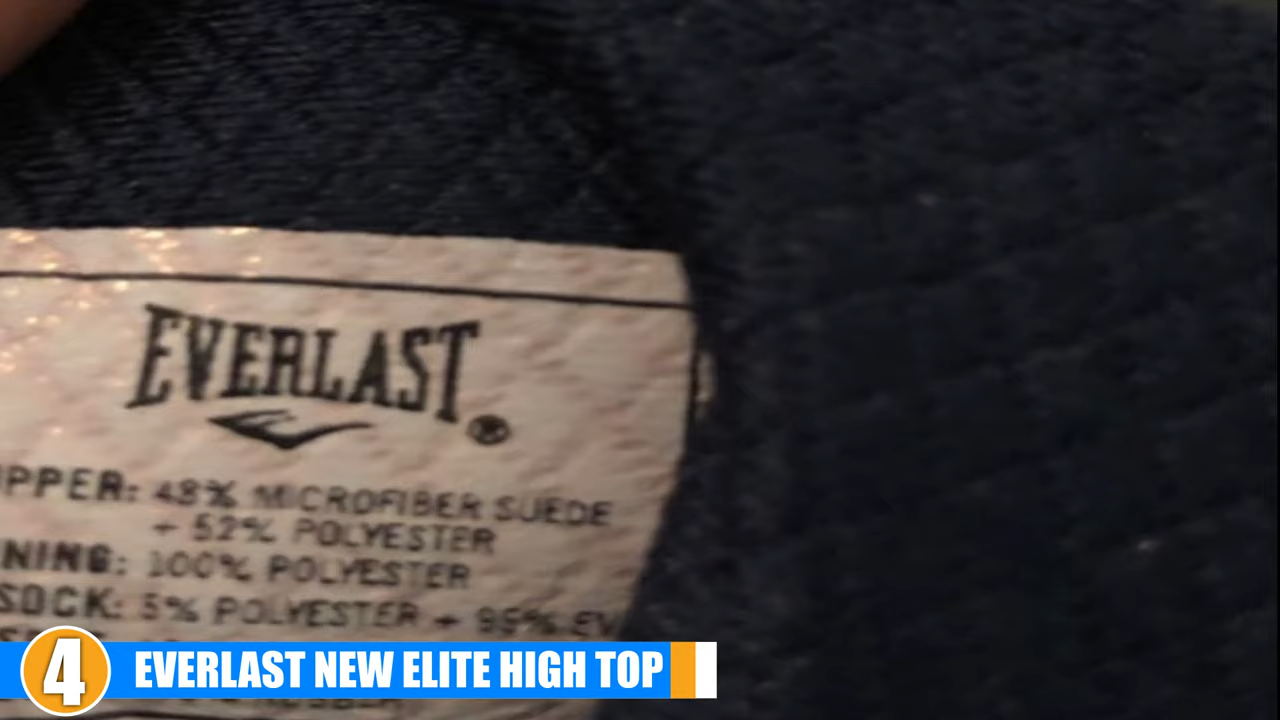 EVERLAST
®
PPER: 48% MICROFIBER SUEDE
+ 52% POLYESTER
NING: 100% POLYESTER
SOCK: 5% POLYESTER + 95% EV
4 EVERLAST NEW ELITE HIGH TOP